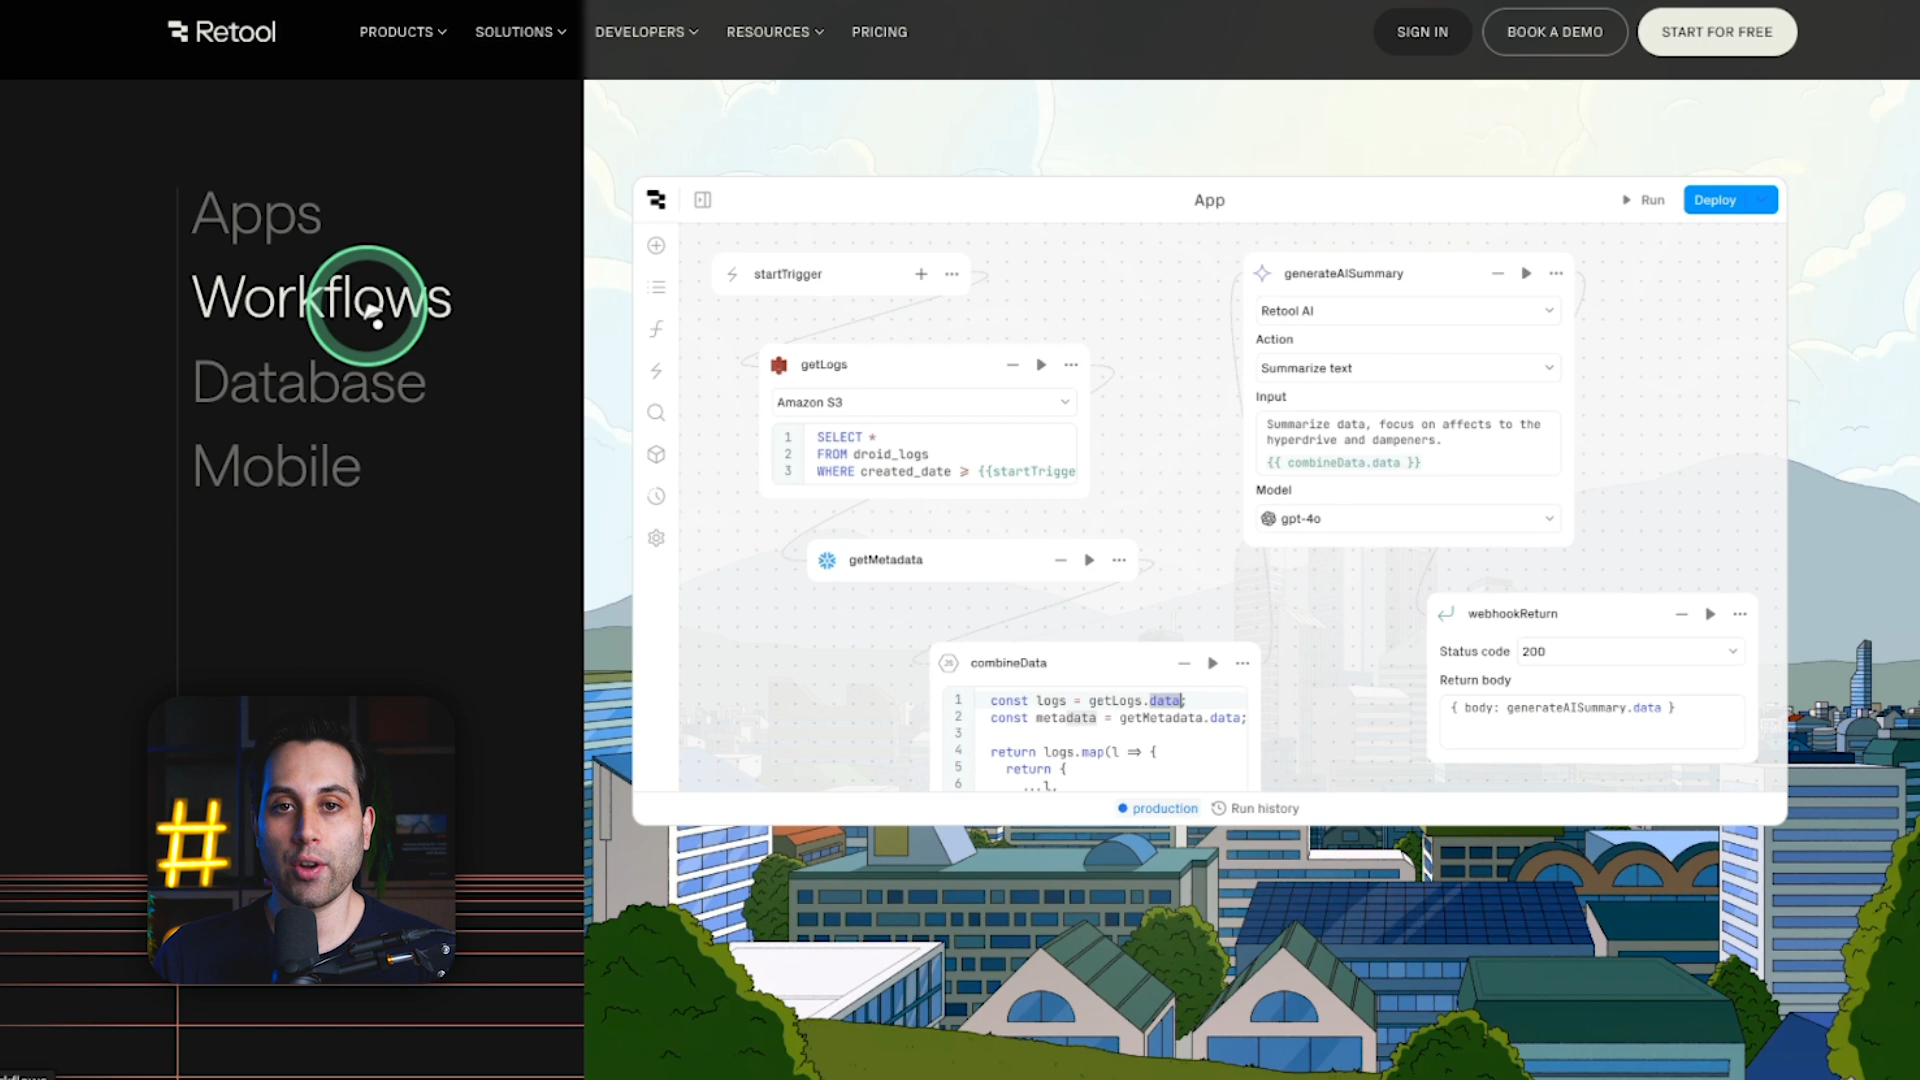 Retool
PRODUCTS
SOLUTIONS
DEVELOPERS
RESOURCES
PRICING
SIGN IN
BOOK A DEMO
START FOR FREE
Apps
Workflows
Database
Mobile
App
Run
Deploy
startTrigger
getLogs
Amazon S3
1 SELECT *
2 FROM droid_logs
3 WHERE created_date ≥ {{startTrigge
getMetadata
JS combineData
1 const logs = getLogs.data;
2 const metadata = getMetadata.data;
3
4 return logs.map(l ⇒ {
5 return {
6 ...l,
generateAISummary
Retool AI
Action
Summarize text
Input
Summarize data, focus on affects to the
hyperdrive and dampeners.
{{ combineData.data }}
Model
gpt-4o
webhookReturn
Status code 200
Return body
{ body: generateAISummary.data }
production
Run history
#